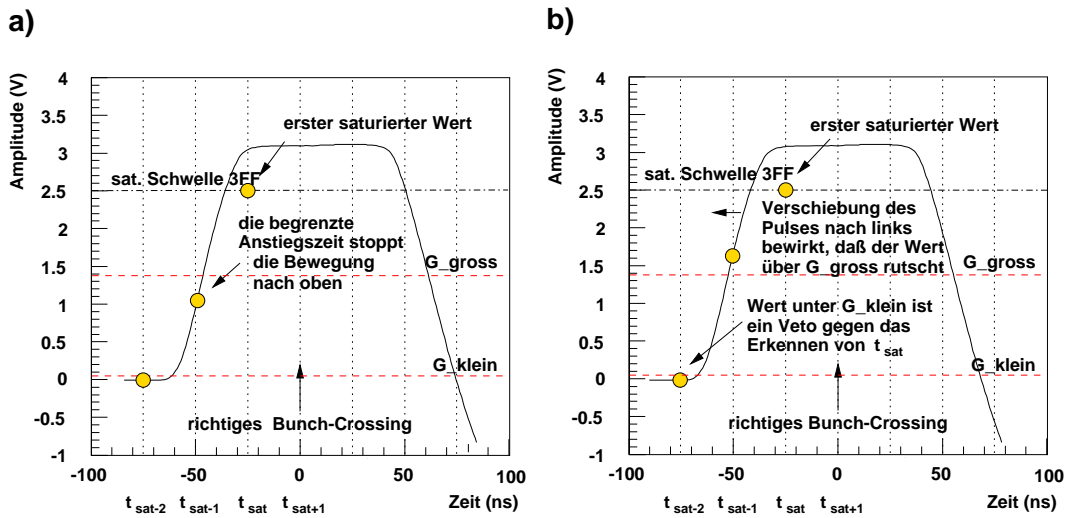 a)
Amplitude (V)
4
3.5
3
2.5
2
1.5
1
0.5
0
-0.5
-1
erster saturierter Wert
sat. Schwelle 3FF
die begrenzte
Anstiegszeit stoppt
die Bewegung
nach oben
G_gross
G_klein
richtiges Bunch-Crossing
-100 -50 0 50 100
t sat-2 t sat-1 t sat t sat+1 Zeit (ns)
b)
Amplitude (V)
4
3.5
3
2.5
2
1.5
1
0.5
0
-0.5
-1
erster saturierter Wert
sat. Schwelle 3FF
Verschiebung des
Pulses nach links
bewirkt, daß der Wert
über G_gross rutscht
G_gross
Wert unter G_klein ist
ein Veto gegen das
Erkennen von t sat
G_klein
richtiges Bunch-Crossing
-100 -50 0 50 100
t sat-2 t sat-1 t sat t sat+1 Zeit (ns)